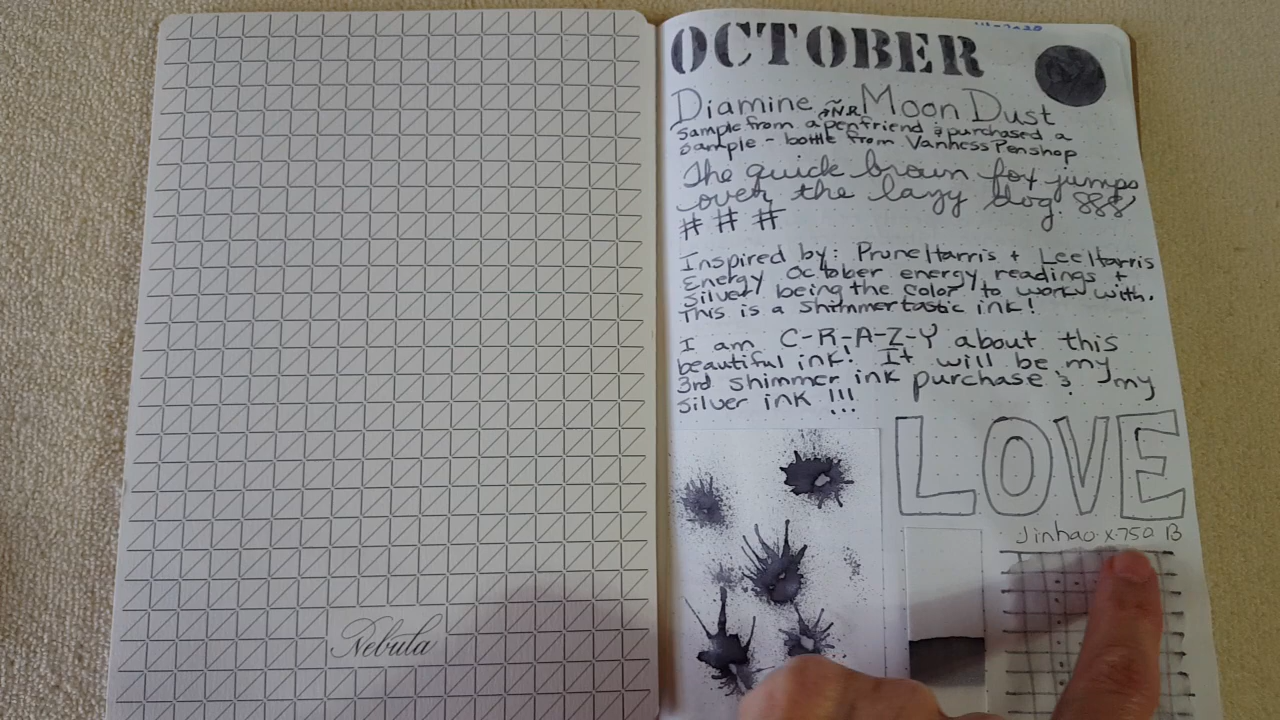 Nebula
OCTOBER
Diamine Moon Dust
Sample from a penfriend & purchased a
sample - bottle from Vanness Penshop
The quick brown fox jumps
over the lazy dog. 888
# # #
Inspired by: Prune Harris + Lee Harris
Energy October energy readings +
Silver being the color to work with.
This is a shimmertastic ink!
I am C-R-A-Z-Y about this
beautiful ink! It will be my
3rd shimmer ink purchase & my
silver ink !!!
LOVE
Jinhao-X-750 B